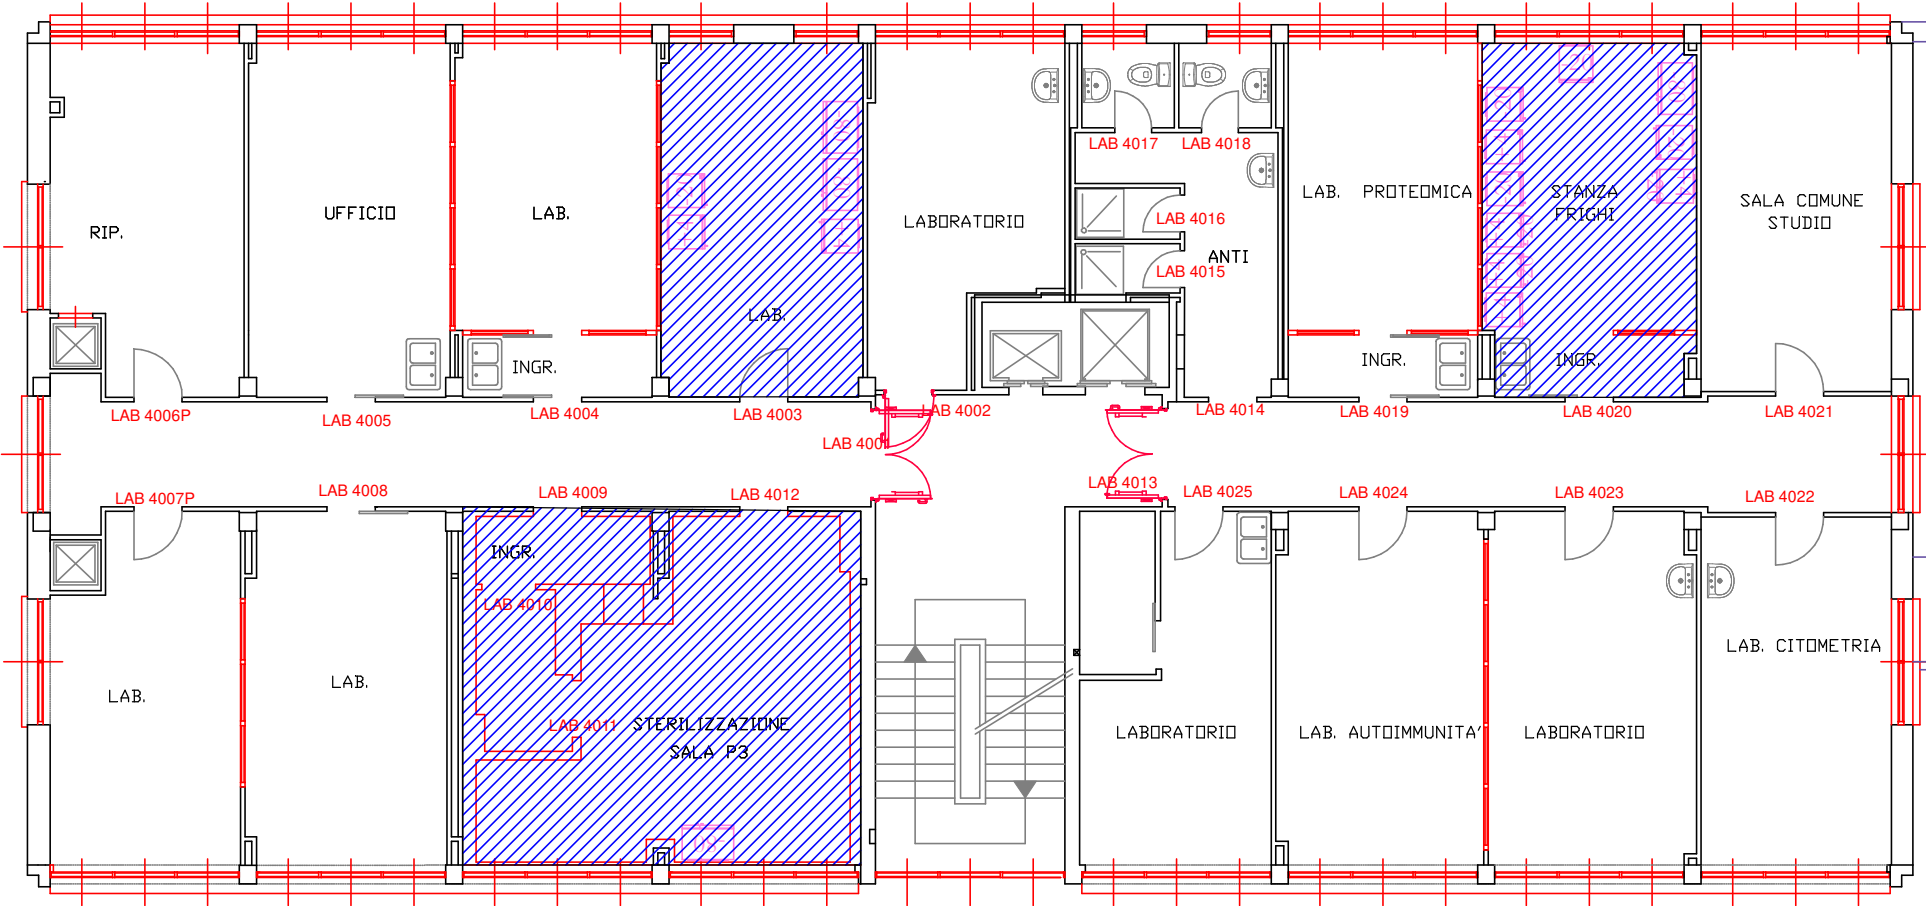 LAB 4017
LAB 4018
LAB. PROTEOMICA
STANZA
FRIGHI
SALA COMUNE
STUDIO
UFFICIO
LAB.
RIP.
LABORATORIO
LAB 4016
ANTI
LAB 4015
LAB.
INGR.
INGR.
INGR.
LAB 4006P
LAB 4005
LAB 4004
LAB 4003
LAB 4002
LAB 4014
LAB 4019
LAB 4020
LAB 4021
LAB 400
LAB 4013
LAB 4007P
LAB 4008
LAB 4009
LAB 4012
LAB 4025
LAB 4024
LAB 4023
LAB 4022
INGR.
LAB 4010
LAB.
LAB.
LAB 4011
STERILIZZAZIONE
SALA P3
LABORATORIO
LAB. AUTOIMMUNITA'
LABORATORIO
LAB. CITOMETRIA